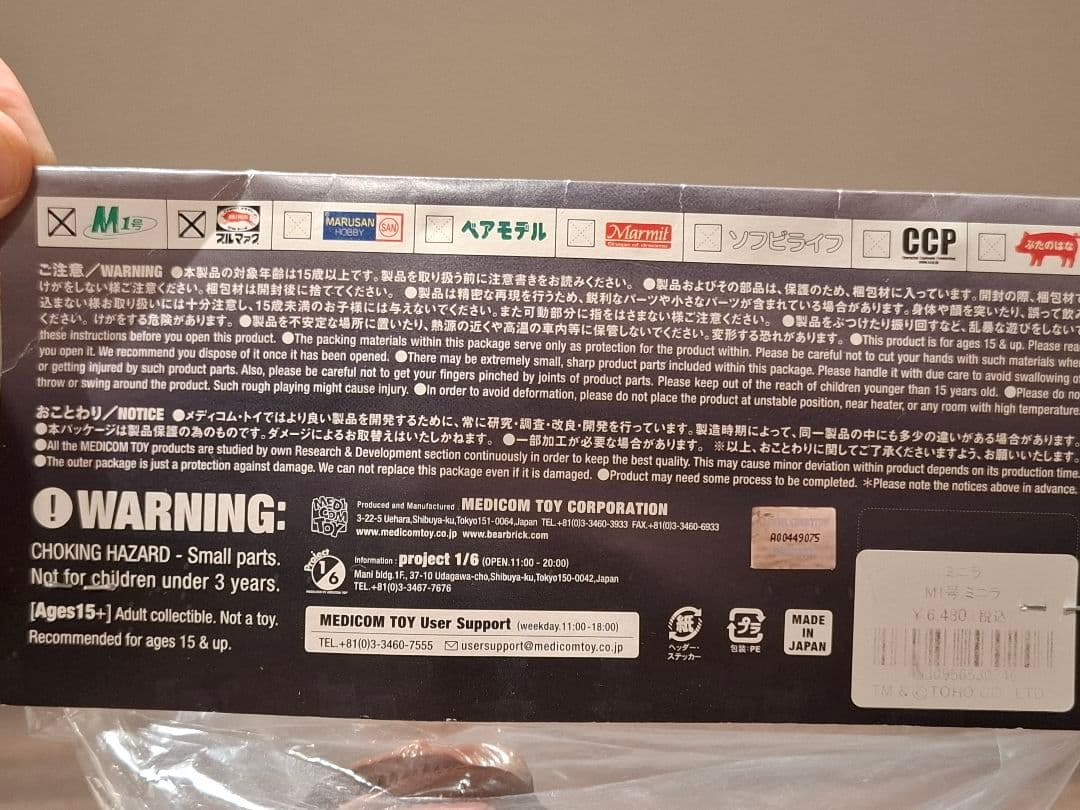 M1号 BULLMARK ブルマァク MARUSAN HOBBY SAN ベアモデル Marmit ソフビライフ CCP ぶたのはな
ご注意／WARNING ●本製品の対象年齢は15歳以上です。製品を取り扱う前に注意書きをお読みください。 ●製品およびその部品は、保護のため、梱包材に入っています。開封の際、梱包材で
けがをしない様ご注意ください。梱包材は開封後に捨ててください。 ●製品は精密な再現を行うため、鋭利なパーツや小さなパーツが含まれている場合があります。身体や顔を突いたり、誤って飲み
込まない様お取り扱いには十分注意し、15歳未満のお子様には与えないでください。また可動部分に指をはさまない様ご注意ください。 ●製品をぶつけたり振り回すなど、乱暴な遊びをしないで
ください。けがをする危険があります。 ●製品を不安定な場所に置いたり、熱源の近くや高温の車内等に保管しないでください。変形する恐れがあります。 ●This product is for ages 15 & up. Please read
these instructions before you open this product. ●The packing materials within this package serve only as protection for the product within. Please be careful not to cut your hands with such materials when
you open it. We recommend you dispose of it once it has been opened. ●There may be extremely small, sharp product parts included within this package. Please handle it with due care to avoid swallowing
or getting injured by such product parts. Also, please be careful not to get your fingers pinched by joints of product parts. Please keep out of the reach of children younger than 15 years old. ●Please do no
throw or swing around the product. Such rough playing might cause injury. ●In order to avoid deformation, please do not place the product at unstable position, near heater, or any room with high temperature
おことわり／NOTICE ●メディコム・トイではより良い製品を開発するために、常に研究・調査・改良・開発を行っています。製造時期によって、同一製品の中にも多少の違いがある場合があります。
●本パッケージは製品保護の為のものです。ダメージによるお取替えはいたしかねます。 ●一部加工が必要な場合があります。 ※以上、おことわりに関してご了承くださいますよう、お願いいたします。
●All the MEDICOM TOY products are studied by own Research & Development section continuously in order to keep the best quality. This may cause minor deviation within product depends on its production time.
●The outer package is just a protection against damage. We can not replace this package even if it is damaged. ●Product may need some process to be completed. ＊Please note the notices above in advance.
WARNING:
CHOKING HAZARD - Small parts.
Not for children under 3 years.
[Ages15+] Adult collectible. Not a toy.
Recommended for ages 15 & up.
MEDI COM TOY
Produced and Manufactured : MEDICOM TOY CORPORATION
3-22-5 Uehara,Shibuya-ku,Tokyo151-0064,Japan TEL.+81(0)3-3460-3933 FAX.+81(0)3-3460-6933
www.medicomtoy.co.jp www.bearbrick.com
Project 1/6
Information : project 1/6 (OPEN.11:00 - 20:00)
Mani bldg.1F., 37-10 Udagawa-cho,Shibuya-ku,Tokyo150-0042,Japan
TEL.+81(0)3-3467-7676
MEDICOM TOY User Support (weekday.11:00-18:00)
TEL.+81(0)3-3460-7555 usersupport@medicomtoy.co.jp
紙
ヘッダー・
ステッカー
プラ
包装:PE
MADE
IN
JAPAN
A00449075
ミニラ
M1号 ミニラ
￥6,480 税込
TM & © TOHO CO., LTD.